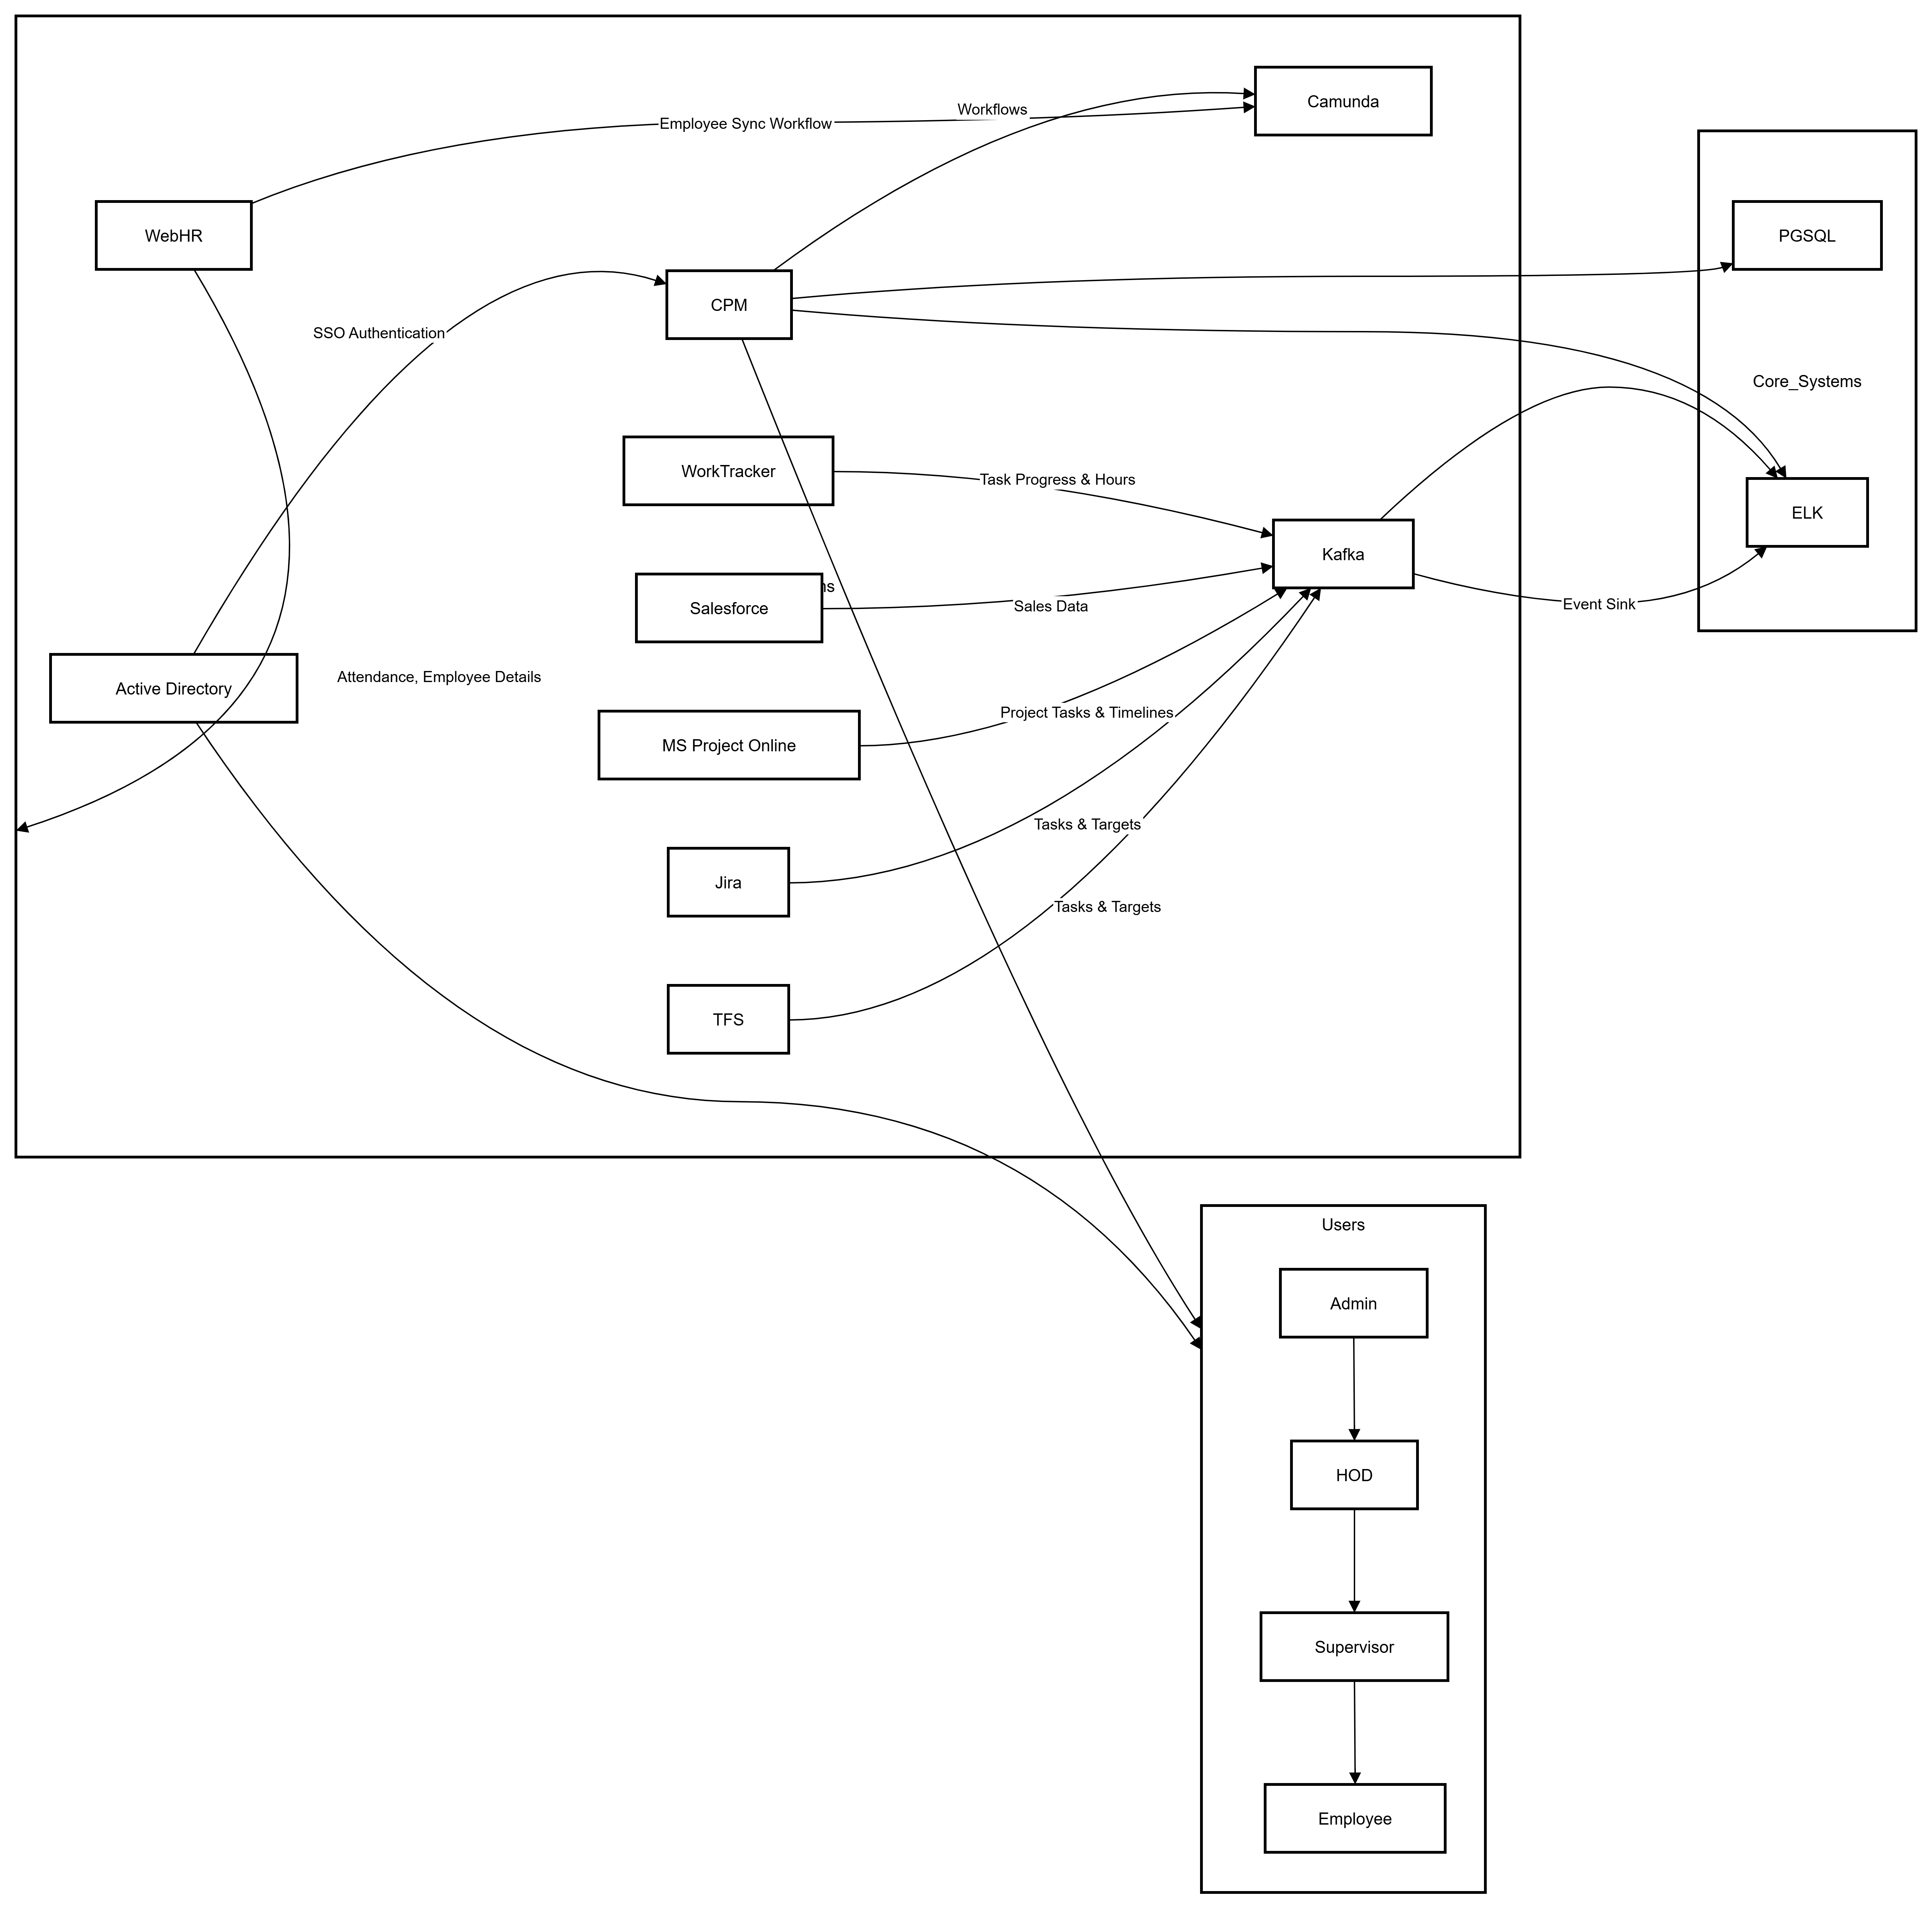 Camunda
Workflows
Employee Sync Workflow
WebHR
PGSQL
CPM
SSO Authentication
Core_Systems
WorkTracker
Task Progress & Hours
ELK
Kafka
Salesforce
Sales Data
Event Sink
Attendance, Employee Details
Active Directory
Project Tasks & Timelines
MS Project Online
Tasks & Targets
Jira
Tasks & Targets
TFS
Users
Admin
HOD
Supervisor
Employee